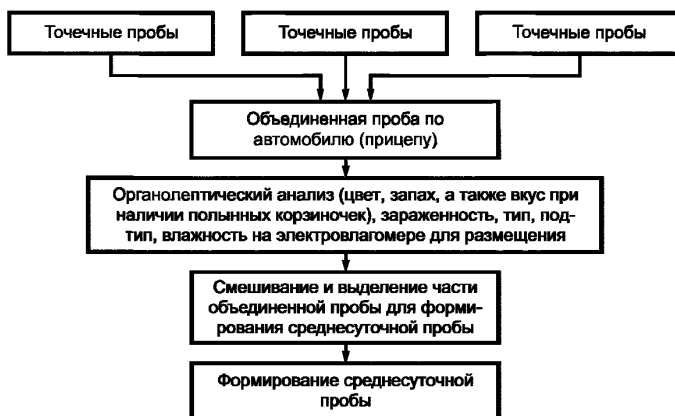 Точечные пробы
Точечные пробы
Точечные пробы
Объединенная проба по
автомобилю (прицепу)
Органолептический анализ (цвет, запах, а также вкус при
наличии полынных корзиночек), зараженность, тип, под-
тип, влажность на электровлагомере для размещения
Смешивание и выделение части
объединенной пробы для форми-
рования среднесуточной пробы
Формирование среднесуточной
пробы